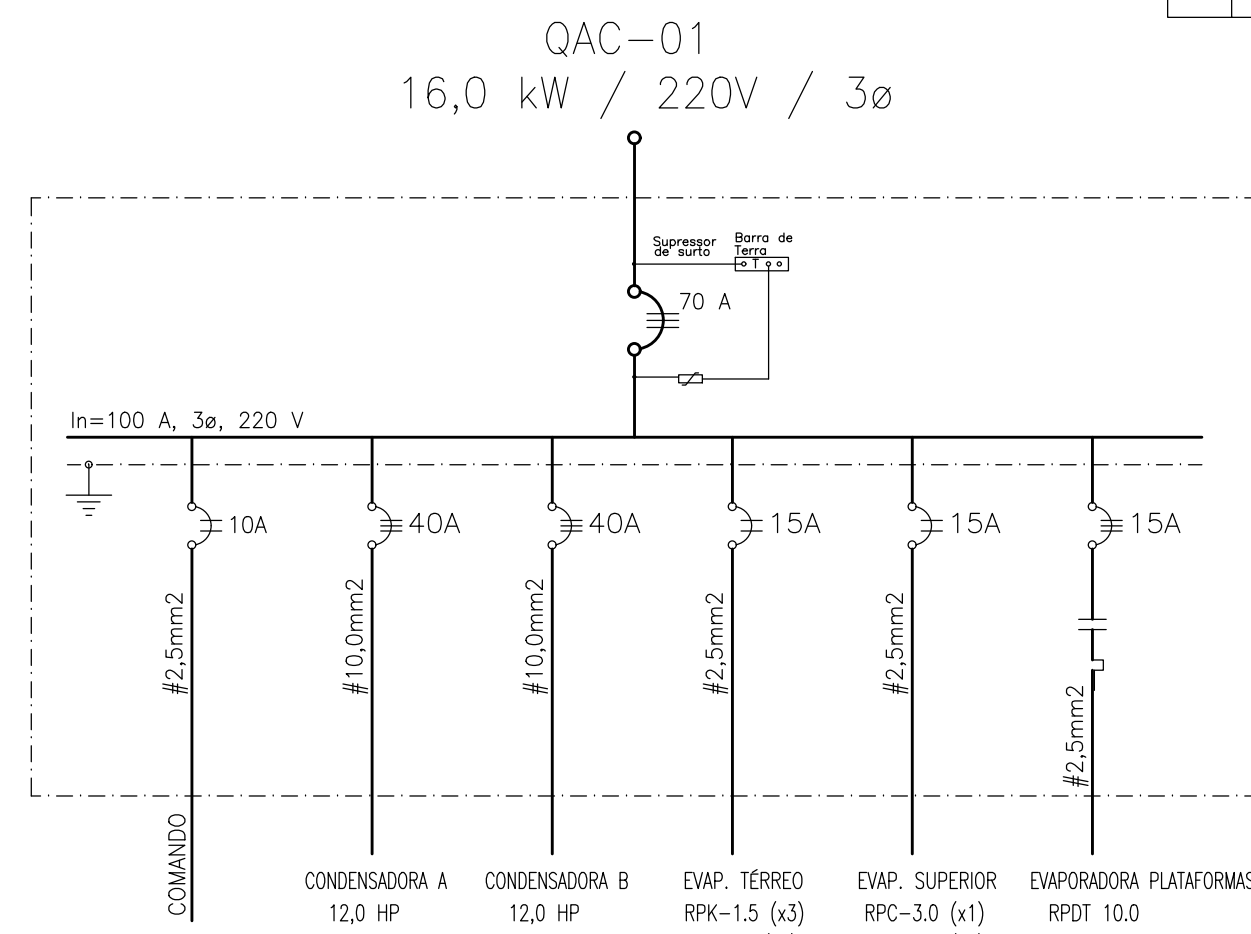 QAC-01
16,0 kW / 220V / 3ø
Supressor
de surto
Barra de
Terra
T
70 A
In=100 A, 3ø, 220 V
10A
40A
40A
15A
15A
15A
#2,5mm2
#10,0mm2
#10,0mm2
#2,5mm2
#2,5mm2
#2,5mm2
COMANDO
CONDENSADORA A
12,0 HP
CONDENSADORA B
12,0 HP
EVAP. TÉRREO
RPK-1.5 (x3)
EVAP. SUPERIOR
RPC-3.0 (x1)
EVAPORADORA PLATAFORMAS
RPDT 10.0